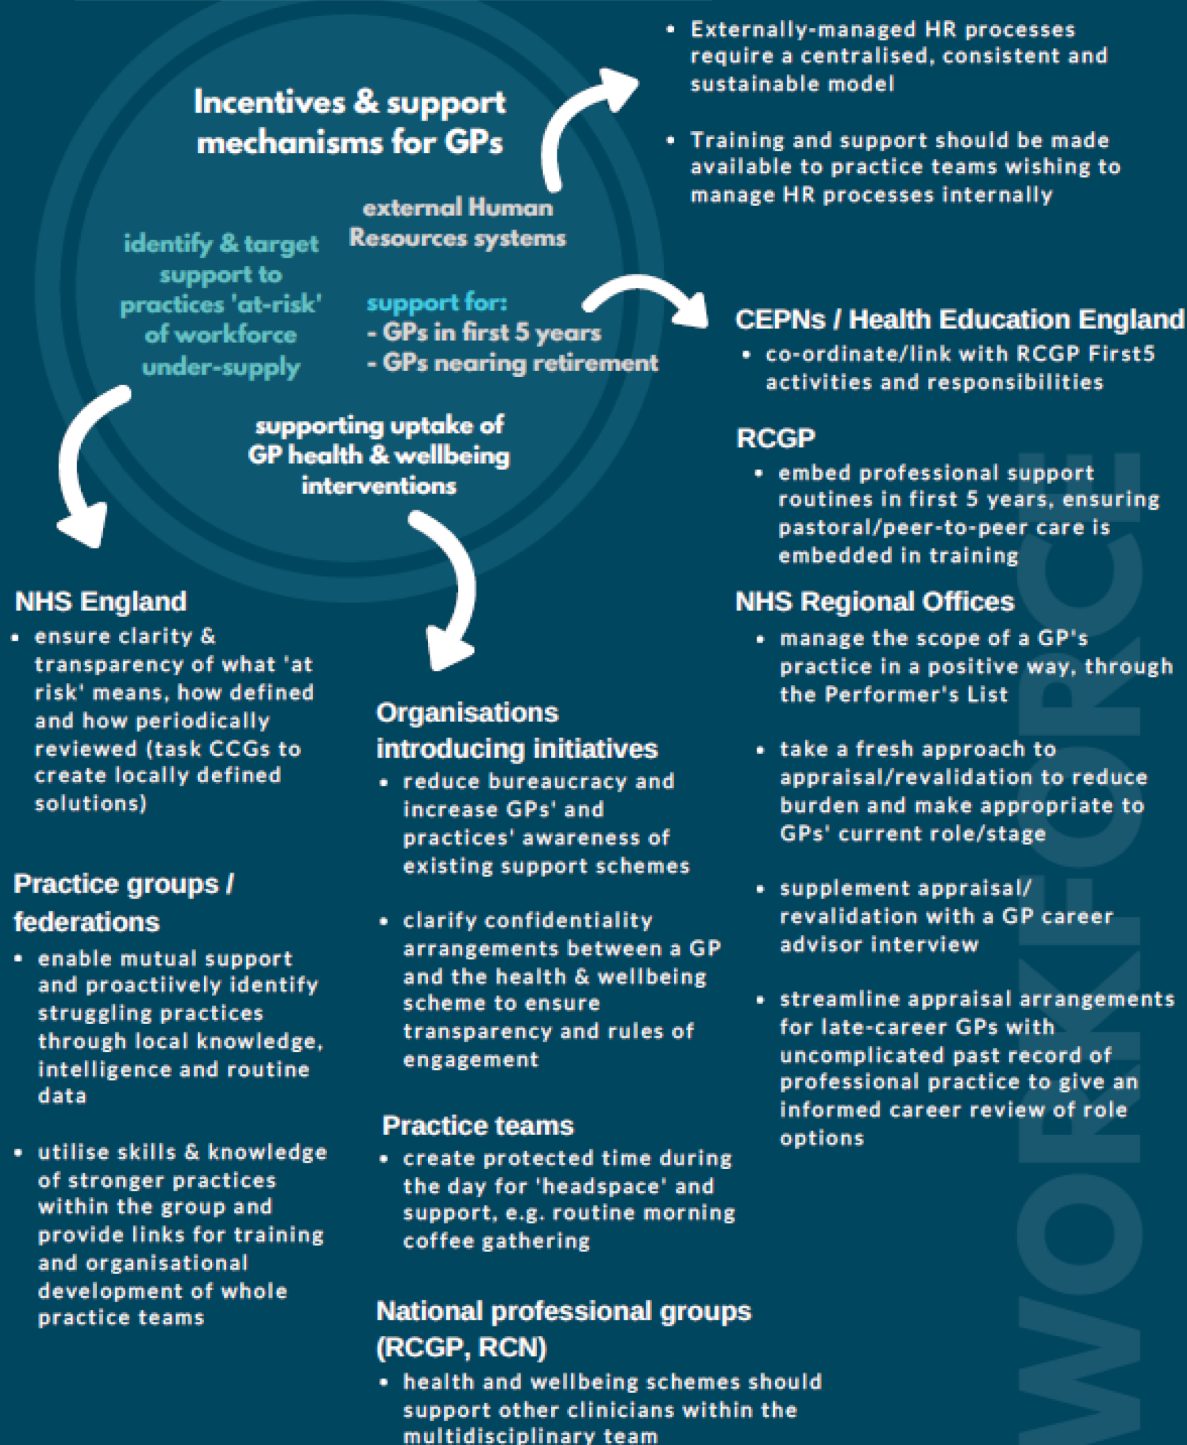 Incentives & support
mechanisms for GPs
external Human
Resources systems
identify & target
support to
practices 'at-risk'
of workforce
under-supply
support for:
- GPs in first 5 years
- GPs nearing retirement
supporting uptake of
GP health & wellbeing
interventions
• Externally-managed HR processes
require a centralised, consistent and
sustainable model
• Training and support should be made
available to practice teams wishing to
manage HR processes internally
CEPNs / Health Education England
• co-ordinate/link with RCGP First5
activities and responsibilities
RCGP
• embed professional support
routines in first 5 years, ensuring
pastoral/peer-to-peer care is
embedded in training
NHS Regional Offices
• manage the scope of a GP's
practice in a positive way, through
the Performer's List
• take a fresh approach to
appraisal/revalidation to reduce
burden and make appropriate to
GPs' current role/stage
• supplement appraisal/
revalidation with a GP career
advisor interview
• streamline appraisal arrangements
for late-career GPs with
uncomplicated past record of
professional practice to give an
informed career review of role
options
NHS England
• ensure clarity &
transparency of what 'at
risk' means, how defined
and how periodically
reviewed (task CCGs to
create locally defined
solutions)
Practice groups /
federations
• enable mutual support
and proactiively identify
struggling practices
through local knowledge,
intelligence and routine
data
• utilise skills & knowledge
of stronger practices
within the group and
provide links for training
and organisational
development of whole
practice teams
Organisations
introducing initiatives
• reduce bureaucracy and
increase GPs' and
practices' awareness of
existing support schemes
• clarify confidentiality
arrangements between a GP
and the health & wellbeing
scheme to ensure
transparency and rules of
engagement
Practice teams
• create protected time during
the day for 'headspace' and
support, e.g. routine morning
coffee gathering
National professional groups
(RCGP, RCN)
• health and wellbeing schemes should
support other clinicians within the
multidisciplinary team
WORKFORCE